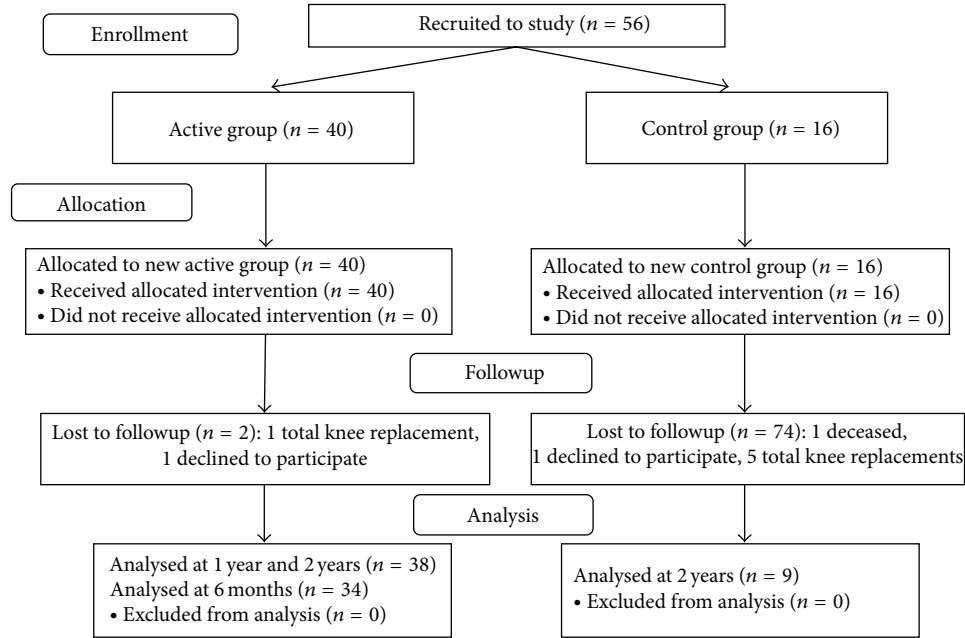 Enrollment
Recruited to study (n = 56)
Active group (n = 40)
Control group (n = 16)
Allocation
Allocated to new active group (n = 40)
• Received allocated intervention (n = 40)
• Did not receive allocated intervention (n = 0)
Allocated to new control group (n = 16)
• Received allocated intervention (n = 16)
• Did not receive allocated intervention (n = 0)
Followup
Lost to followup (n = 2): 1 total knee replacement,
1 declined to participate
Lost to followup (n = 74): 1 deceased,
1 declined to participate, 5 total knee replacements
Analysis
Analysed at 1 year and 2 years (n = 38)
Analysed at 6 months (n = 34)
• Excluded from analysis (n = 0)
Analysed at 2 years (n = 9)
• Excluded from analysis (n = 0)